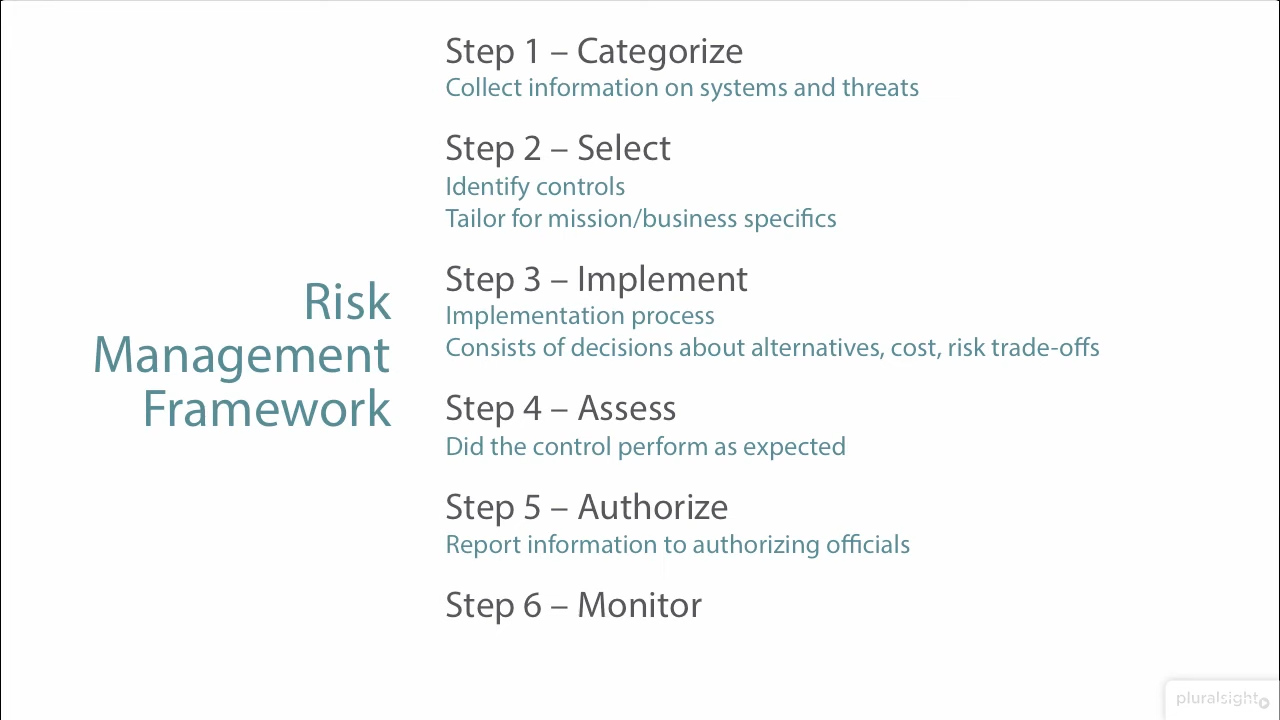 Risk
Management
Framework
Step 1 – Categorize
Collect information on systems and threats
Step 2 – Select
Identify controls
Tailor for mission/business specifics
Step 3 – Implement
Implementation process
Consists of decisions about alternatives, cost, risk trade-offs
Step 4 – Assess
Did the control perform as expected
Step 5 – Authorize
Report information to authorizing officials
Step 6 – Monitor
pluralsight